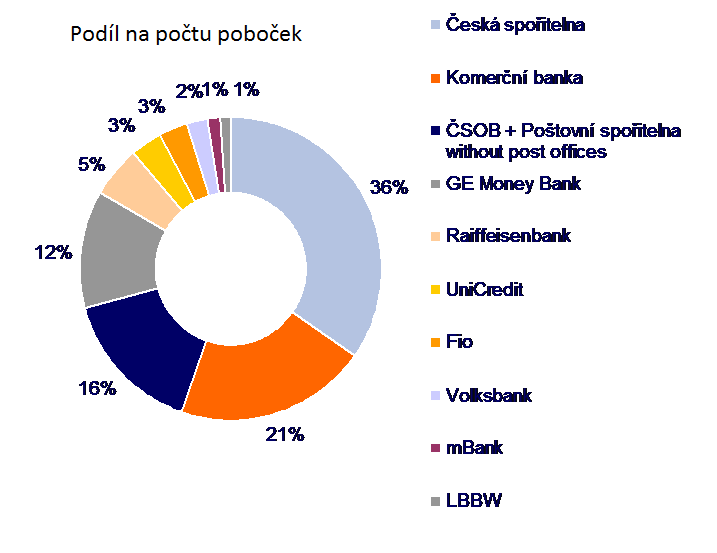 Podíl na počtu poboček
36%
21%
16%
12%
5%
3%
3%
2%
1%
1%
Česká spořitelna
Komerční banka
ČSOB + Poštovní spořitelna
without post offices
GE Money Bank
Raiffeisenbank
UniCredit
Fio
Volksbank
mBank
LBBW